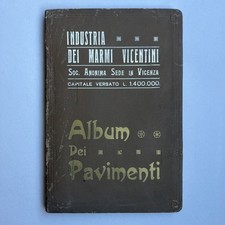 INDUSTRIA
DEI MARMI VICENTINI
SOC. ANONIMA SEDE IN VICENZA
CAPITALE VERSATO L. 1.400.000
Album
Dei
Pavimenti